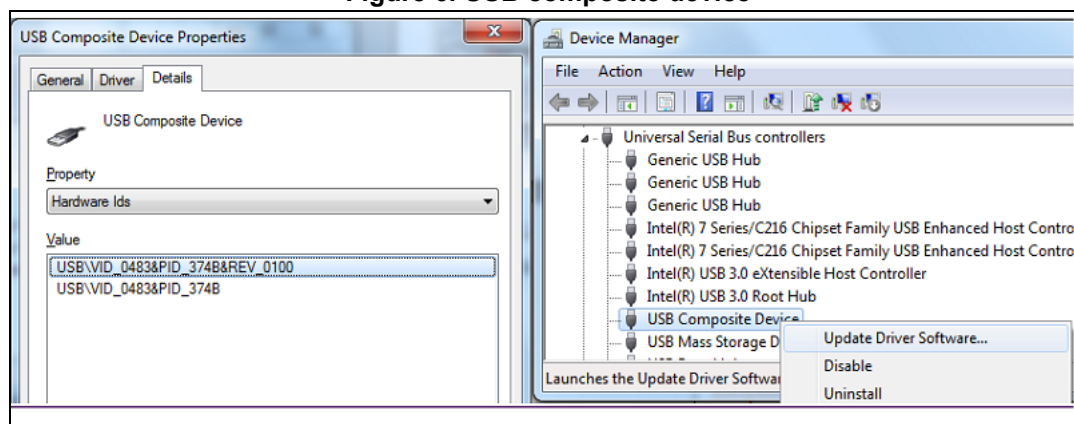 USB Composite Device Properties
General Driver Details
USB Composite Device
Property
Hardware Ids
Value
USB\VID_0483&PID_374B&REV_0100
USB\VID_0483&PID_374B
Device Manager
File Action View Help
Universal Serial Bus controllers
Generic USB Hub
Generic USB Hub
Generic USB Hub
Intel(R) 7 Series/C216 Chipset Family USB Enhanced Host Contro
Intel(R) 7 Series/C216 Chipset Family USB Enhanced Host Contro
Intel(R) USB 3.0 eXtensible Host Controller
Intel(R) USB 3.0 Root Hub
USB Composite Device
USB Mass Storage D
Launches the Update Driver Softwar
Update Driver Software...
Disable
Uninstall